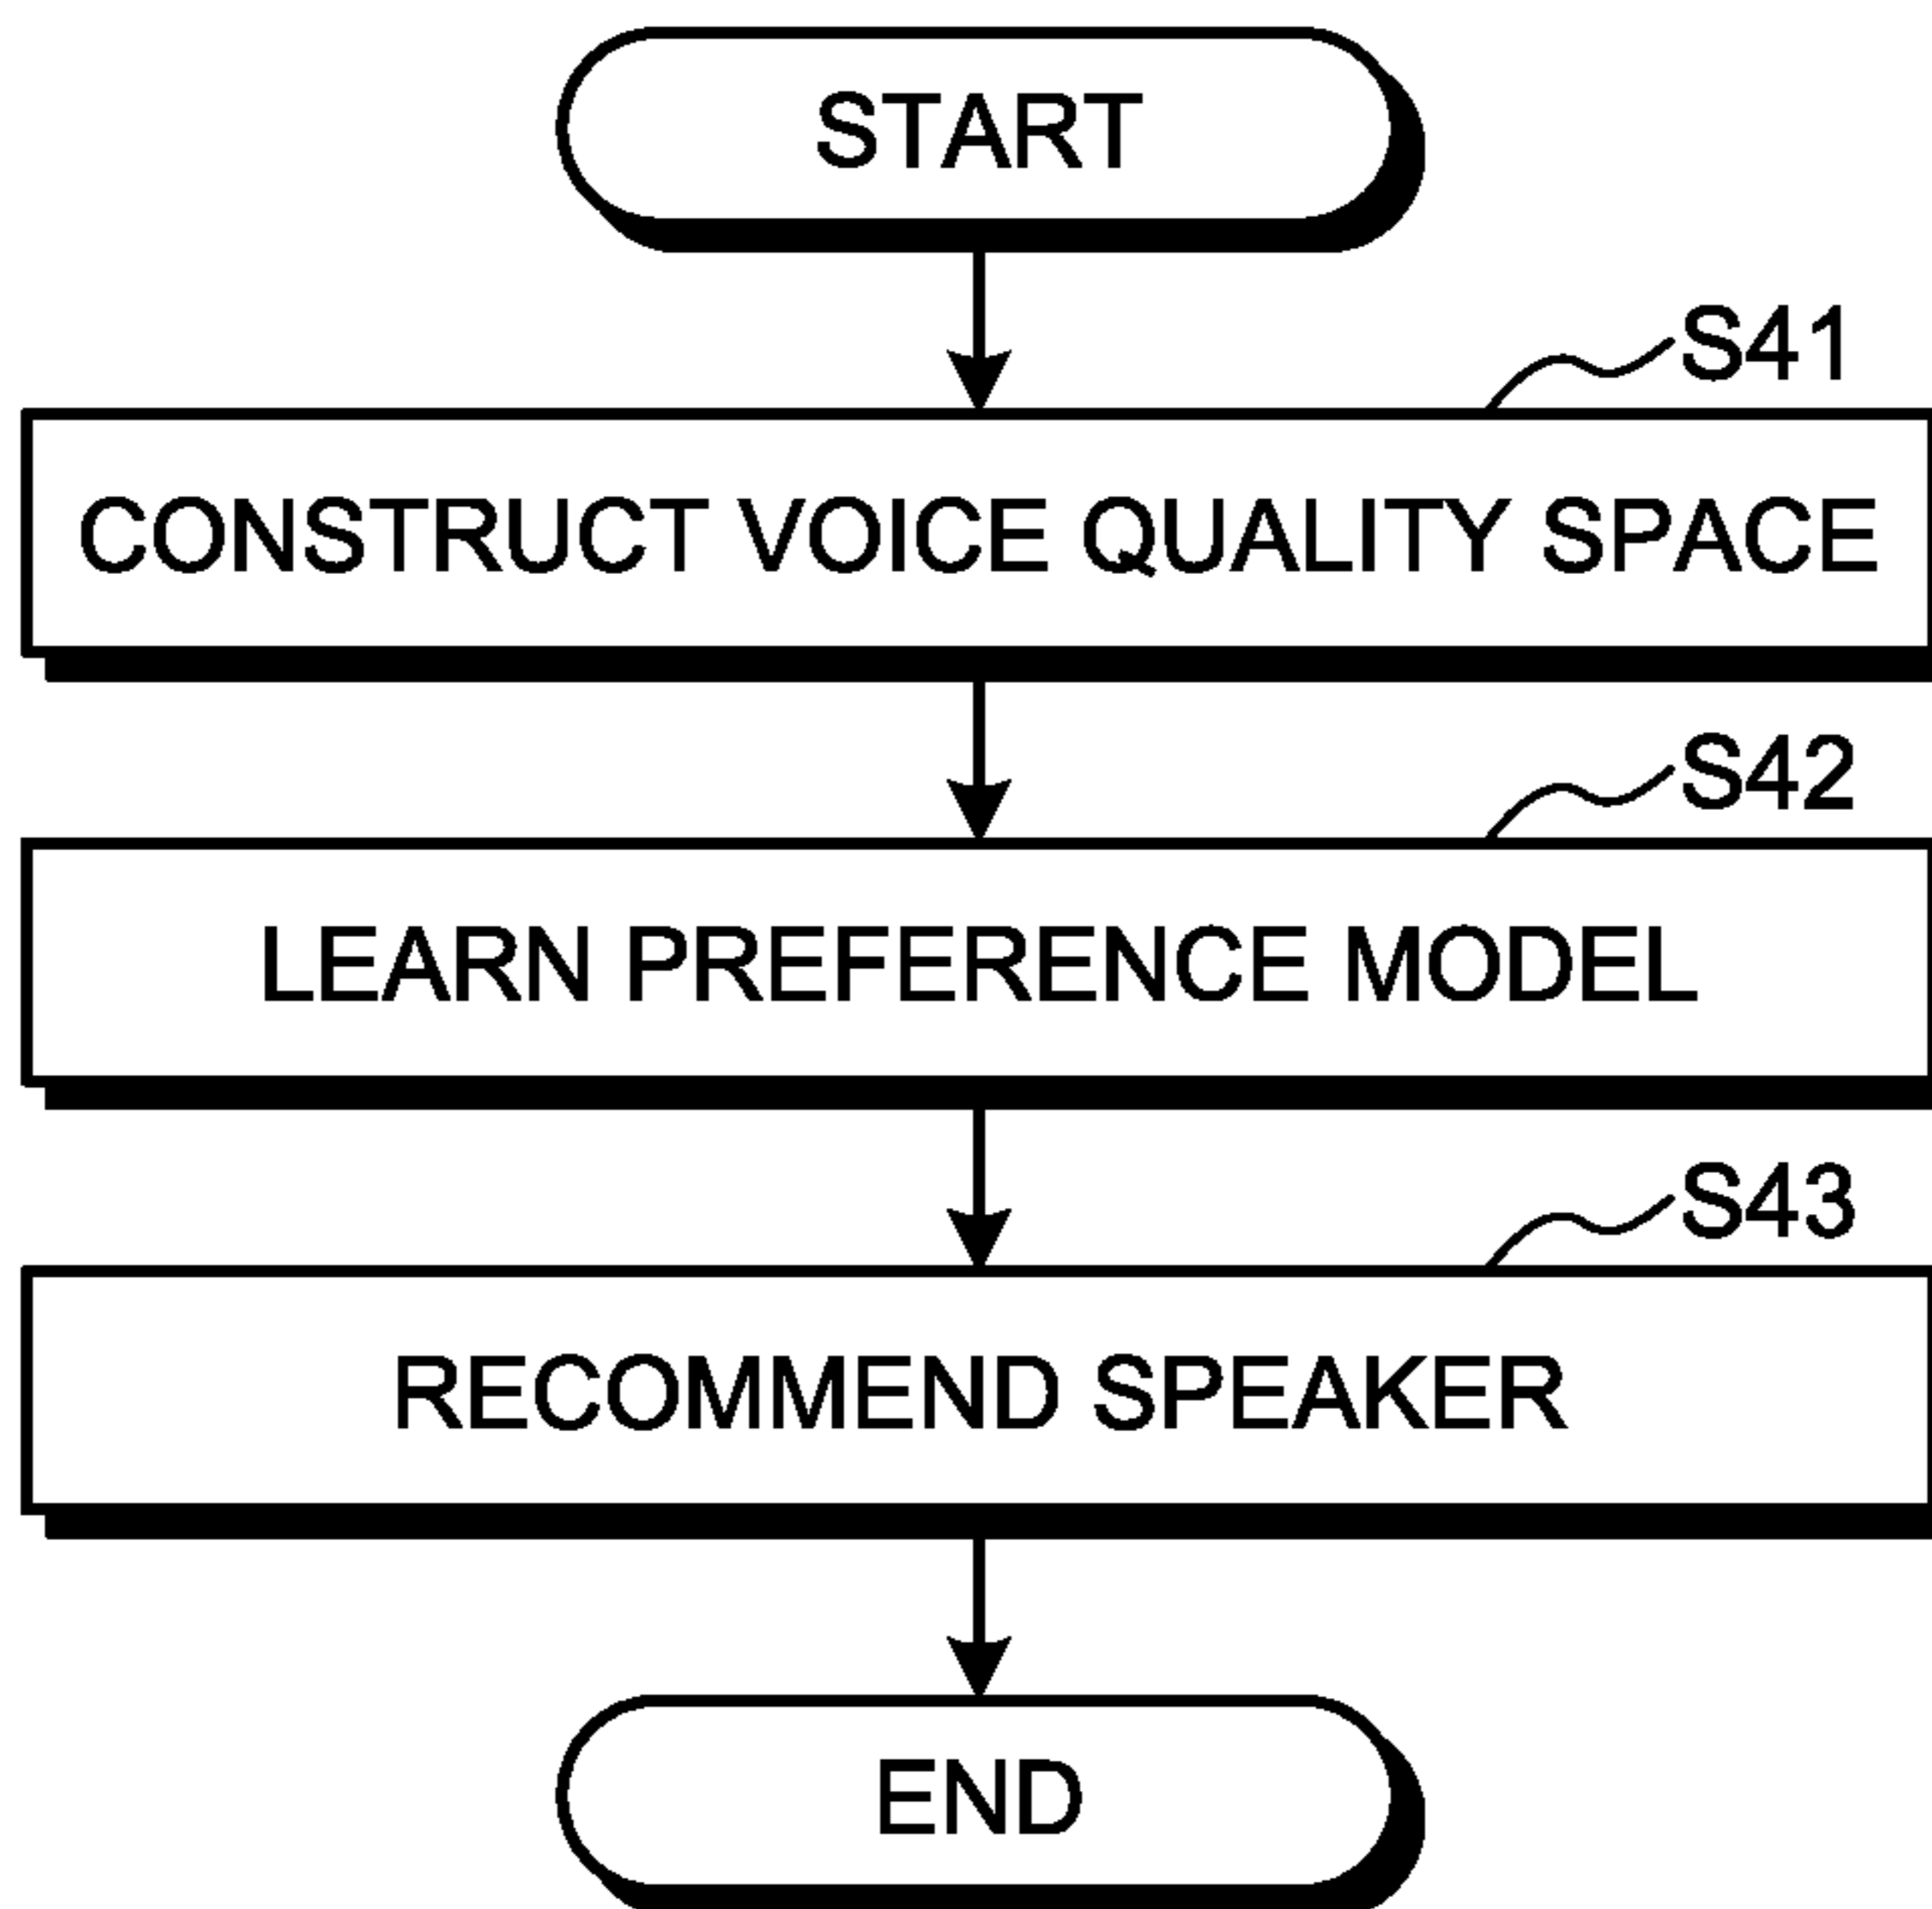 START
S41
CONSTRUCT VOICE QUALITY SPACE
S42
LEARN PREFERENCE MODEL
S43
RECOMMEND SPEAKER
END